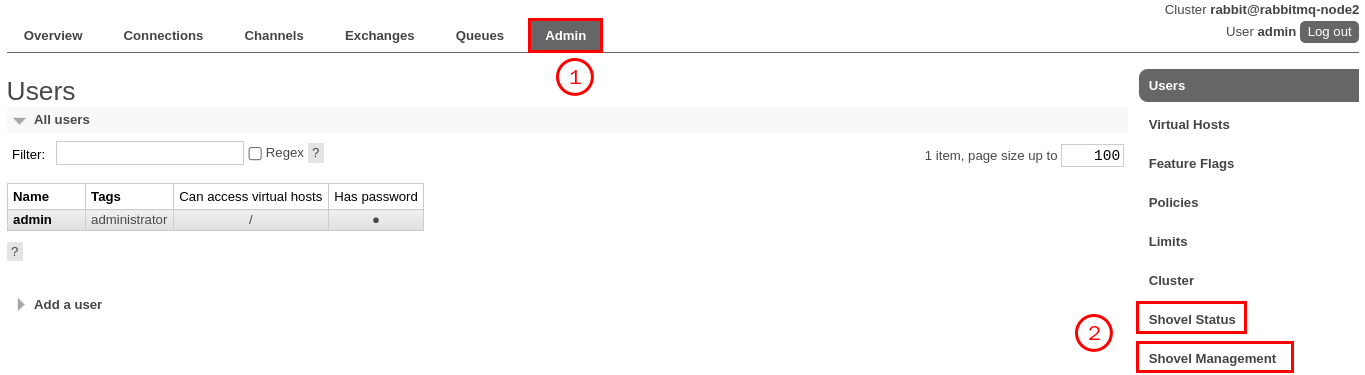 Cluster rabbit@rabbitmq-node2
User admin Log out
Overview Connections Channels Exchanges Queues Admin
1
Users
All users
Filter: Regex ?
1 item, page size up to 100
Name Tags Can access virtual hosts Has password
admin administrator / ●
?
Add a user
Users
Virtual Hosts
Feature Flags
Policies
Limits
Cluster
2
Shovel Status
Shovel Management